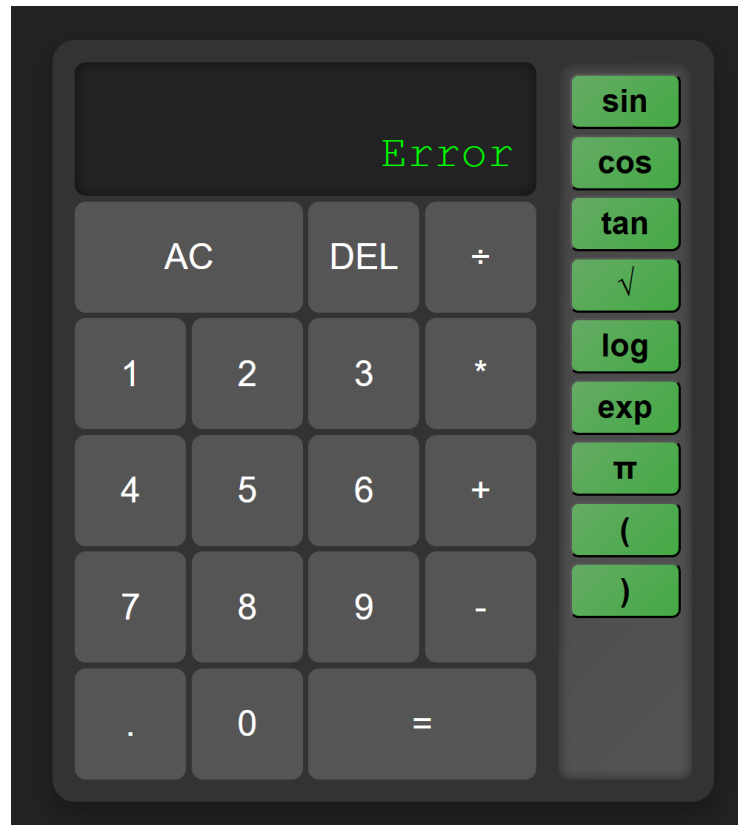 Error
AC DEL ÷
1 2 3 *
4 5 6 +
7 8 9 -
. 0 =
sin
cos
tan
√
log
exp
π
(
)